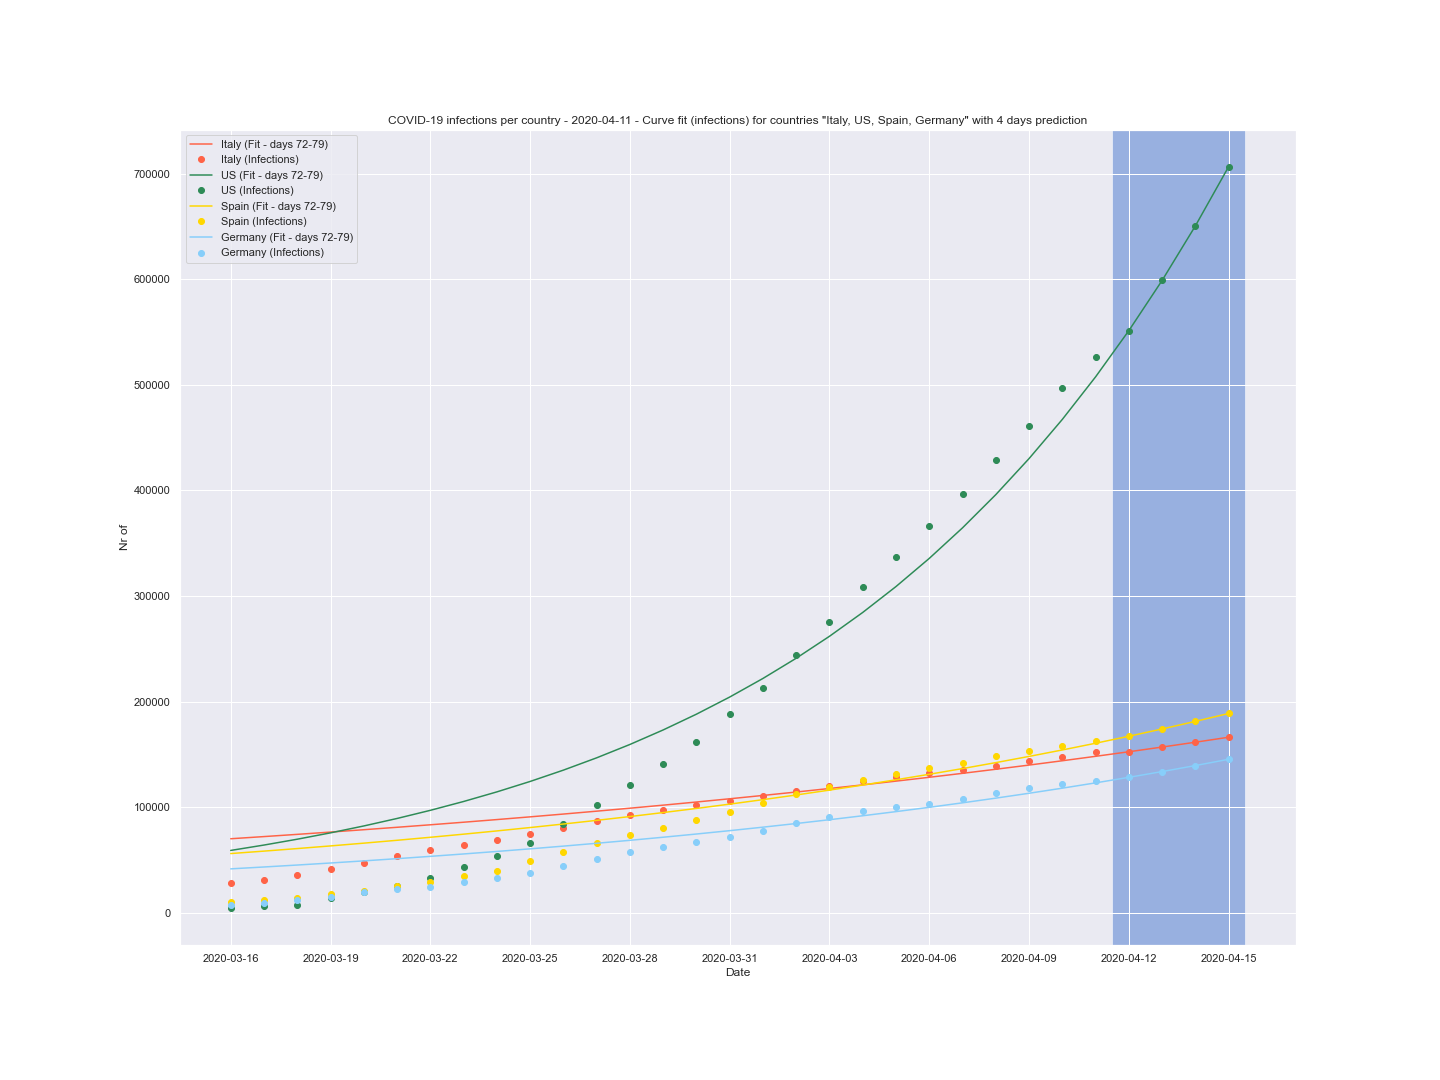 COVID-19 infections per country - 2020-04-11 - Curve fit (infections) for countries "Italy, US, Spain, Germany" with 4 days prediction
Italy (Fit - days 72-79)
Italy (Infections)
US (Fit - days 72-79)
US (Infections)
Spain (Fit - days 72-79)
Spain (Infections)
Germany (Fit - days 72-79)
Germany (Infections)
700000
600000
500000
400000
300000
200000
100000
0
Nr of
2020-03-16 2020-03-19 2020-03-22 2020-03-25 2020-03-28 2020-03-31 2020-04-03 2020-04-06 2020-04-09 2020-04-12 2020-04-15
Date